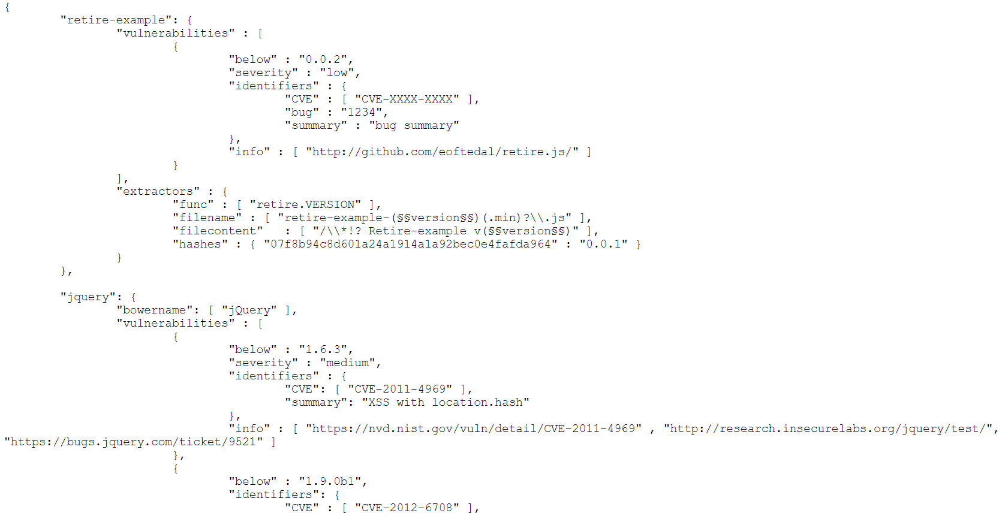 {
"retire-example": {
"vulnerabilities" : [
{
"below" : "0.0.2",
"severity" : "low",
"identifiers" : {
"CVE" : [ "CVE-XXXX-XXXX" ],
"bug" : "1234",
"summary" : "bug summary"
},
"info" : [ "http://github.com/eoftedal/retire.js/" ]
}
],
"extractors" : {
"func" : [ "retire.VERSION" ],
"filename" : [ "retire-example-(§§version§§)(.min)?\\.js" ],
"filecontent"   : [ "/\\*!? Retire-example v(§§version§§)" ],
"hashes" : { "07f8b94c8d601a24a1914a1a92bec0e4fafda964" : "0.0.1" }
}
},
"jquery": {
"bowername": [ "jQuery" ],
"vulnerabilities" : [
{
"below" : "1.6.3",
"severity" : "medium",
"identifiers" : {
"CVE": [ "CVE-2011-4969" ],
"summary": "XSS with location.hash"
},
"info" : [ "https://nvd.nist.gov/vuln/detail/CVE-2011-4969" , "http://research.insecurelabs.org/jquery/test/",
"https://bugs.jquery.com/ticket/9521" ]
},
{
"below" : "1.9.0b1",
"identifiers": {
"CVE" : [ "CVE-2012-6708" ],